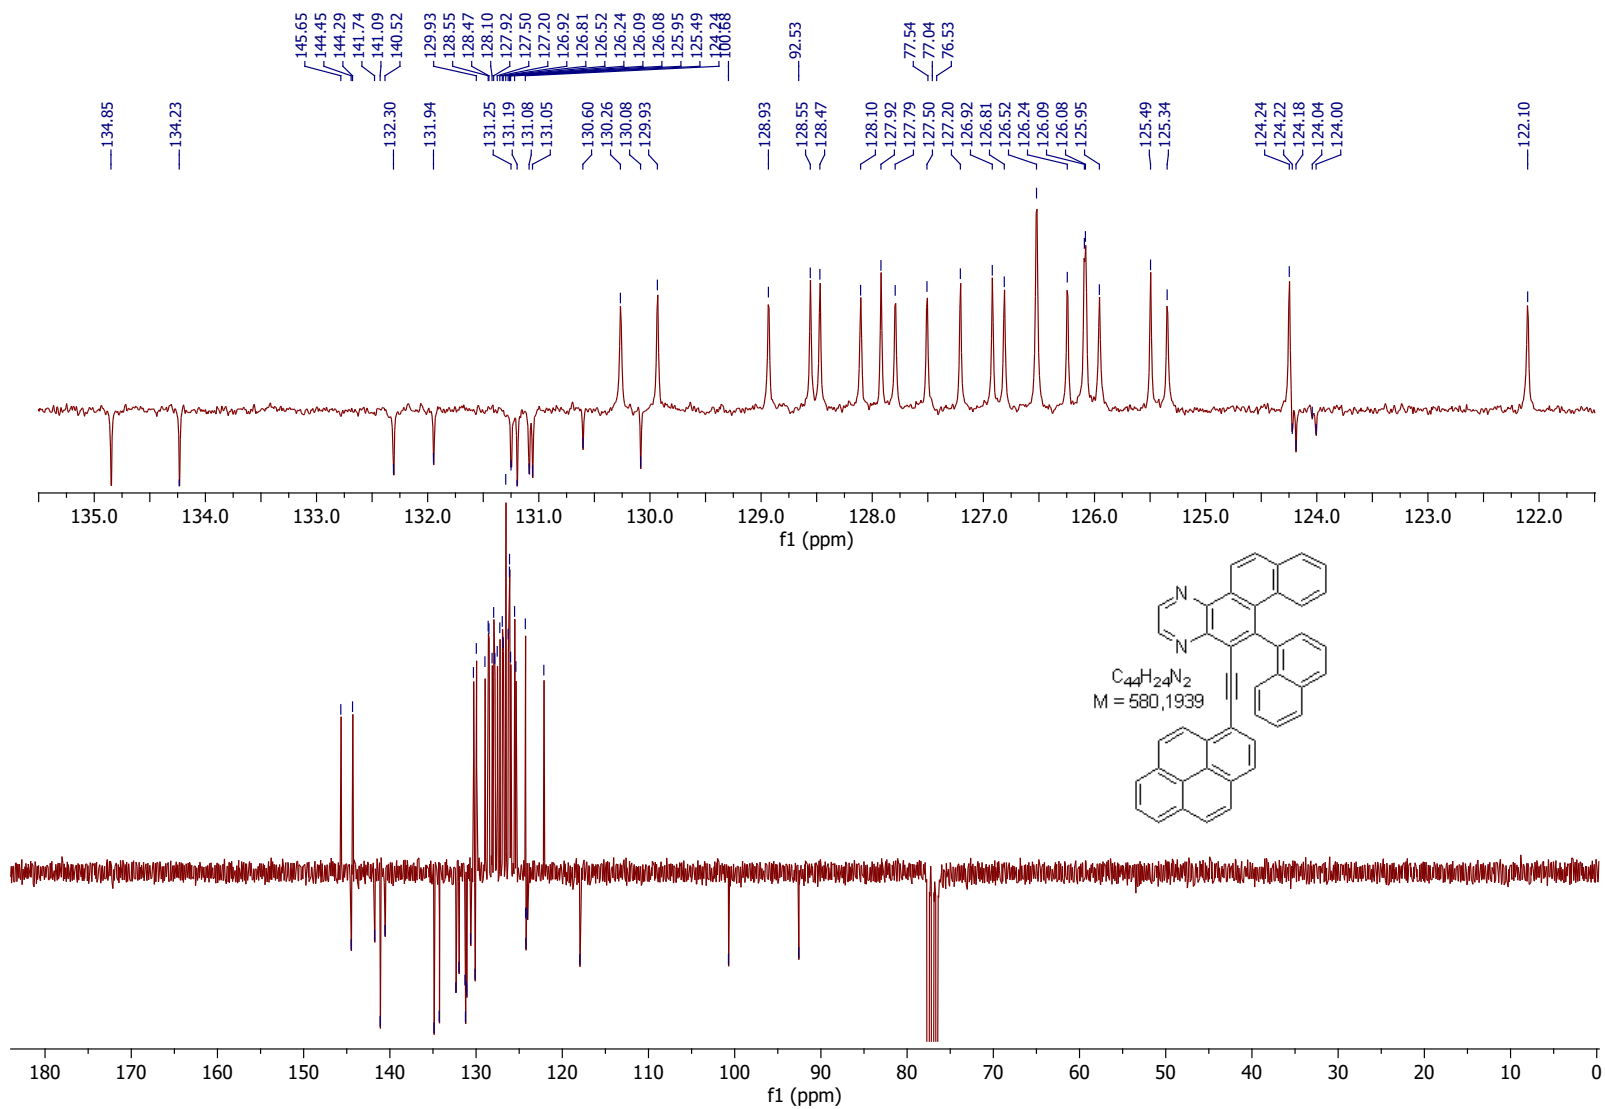 145.65 144.45 144.29 141.74 141.09 140.52 129.93 128.55 128.47 128.10 127.92 127.50 127.20 126.92 126.81 126.52 126.24 126.09 126.08 125.95 125.49 124.24 100.68 92.53 77.54 77.04 76.53
134.85 134.23 132.30 131.94 131.25 131.19 131.08 131.05 130.60 130.26 130.08 129.93 128.93 128.55 128.47 128.10 127.92 127.79 127.50 127.20 126.92 126.81 126.52 126.24 126.09 126.08 125.95 125.49 125.34 124.24 124.22 124.18 124.04 124.00 122.10
135.0 134.0 133.0 132.0 131.0 130.0 129.0 128.0 127.0 126.0 125.0 124.0 123.0 122.0
f1 (ppm)
N
N
C44H24N2
M = 580,1939
180 170 160 150 140 130 120 110 100 90 80 70 60 50 40 30 20 10 0
f1 (ppm)